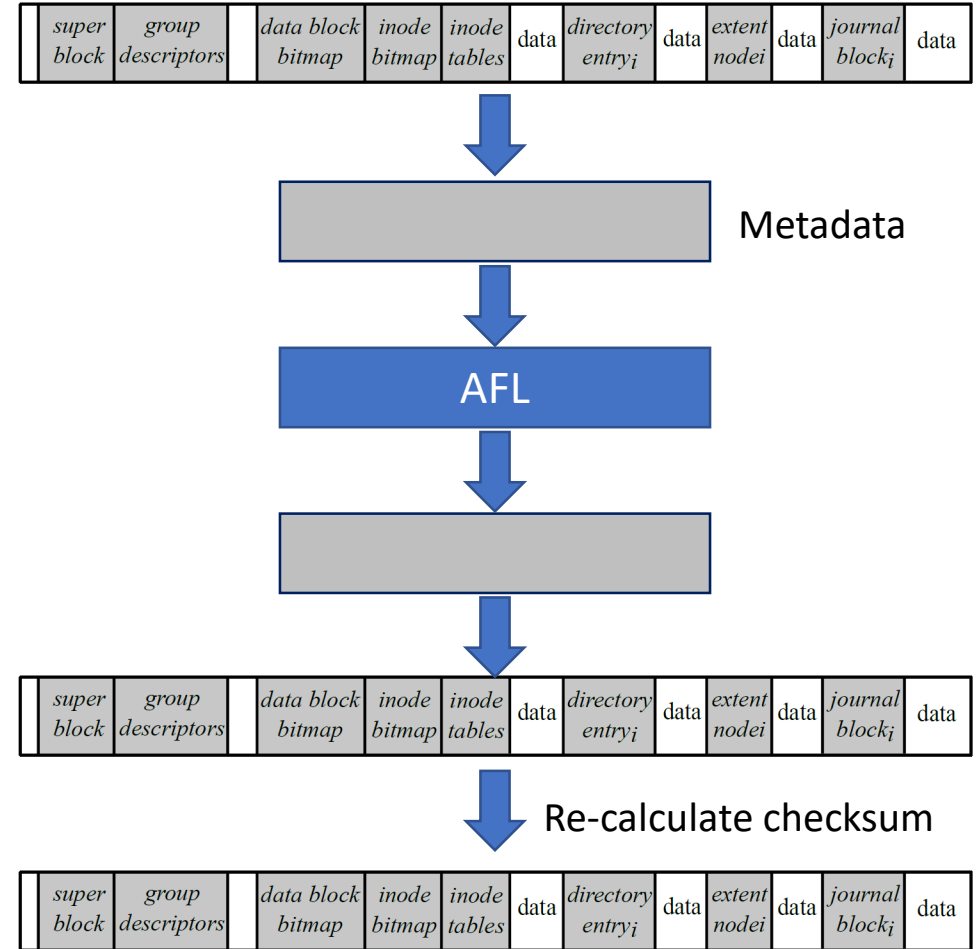 super group data block inode inode data directory data extent data journal data
block descriptors bitmap bitmap tables entryi nodei blocki
Metadata
AFL
super group data block inode inode data directory data extent data journal data
block descriptors bitmap bitmap tables entryi nodei blocki
Re-calculate checksum
super group data block inode inode data directory data extent data journal data
block descriptors bitmap bitmap tables entryi nodei blocki